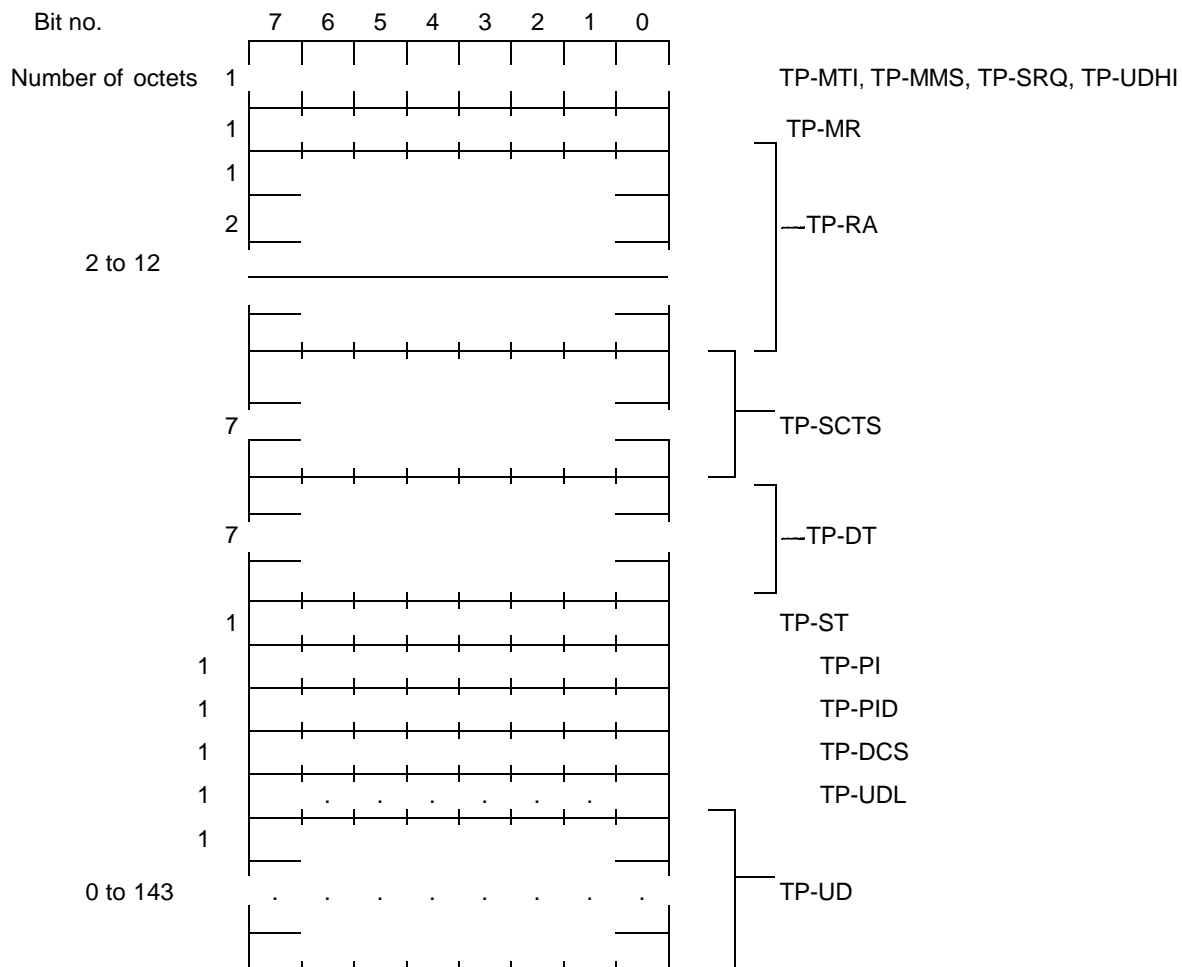 Bit no. 7 6 5 4 3 2 1 0
Number of octets 1 TP-MTI, TP-MMS, TP-SRQ, TP-UDHI
1 TP-MR
1
2 TP-RA
2 to 12
7 TP-SCTS
7 TP-DT
1 TP-ST
1 TP-PI
1 TP-PID
1 TP-DCS
1 . . . . . . TP-UDL
1
0 to 143 . . . . . . . . TP-UD